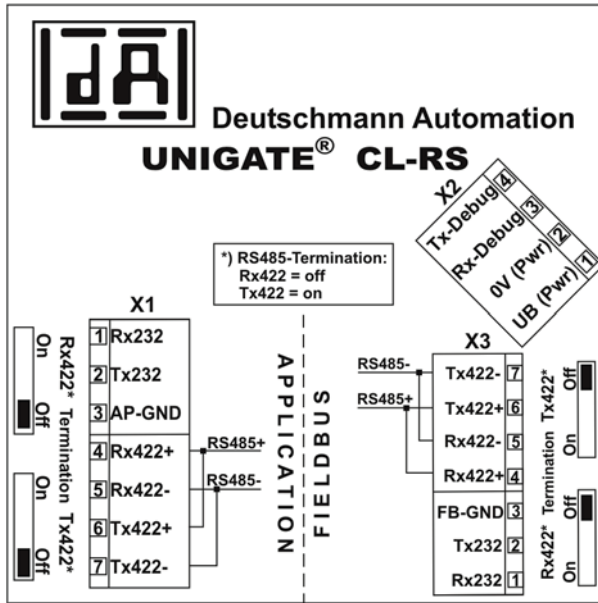 dA
Deutschmann Automation
UNIGATE® CL-RS
X2
Tx-Debug 4
Rx-Debug 3
0V (Pwr) 2
UB (Pwr) 1
*) RS485-Termination:
Rx422 = off
Tx422 = on
X1
1 Rx232
2 Tx232
3 AP-GND
4 Rx422+
5 Rx422-
6 Tx422+
7 Tx422-
RS485+
RS485-
On
Off
Rx422* Termination Tx422*
On
Off
APPLICATION
FIELDBUS
X3
RS485-
RS485+
Tx422- 7
Tx422+ 6
Rx422- 5
Rx422+ 4
FB-GND 3
Tx232 2
Rx232 1
Off
On
Rx422* Termination Tx422*
Off
On